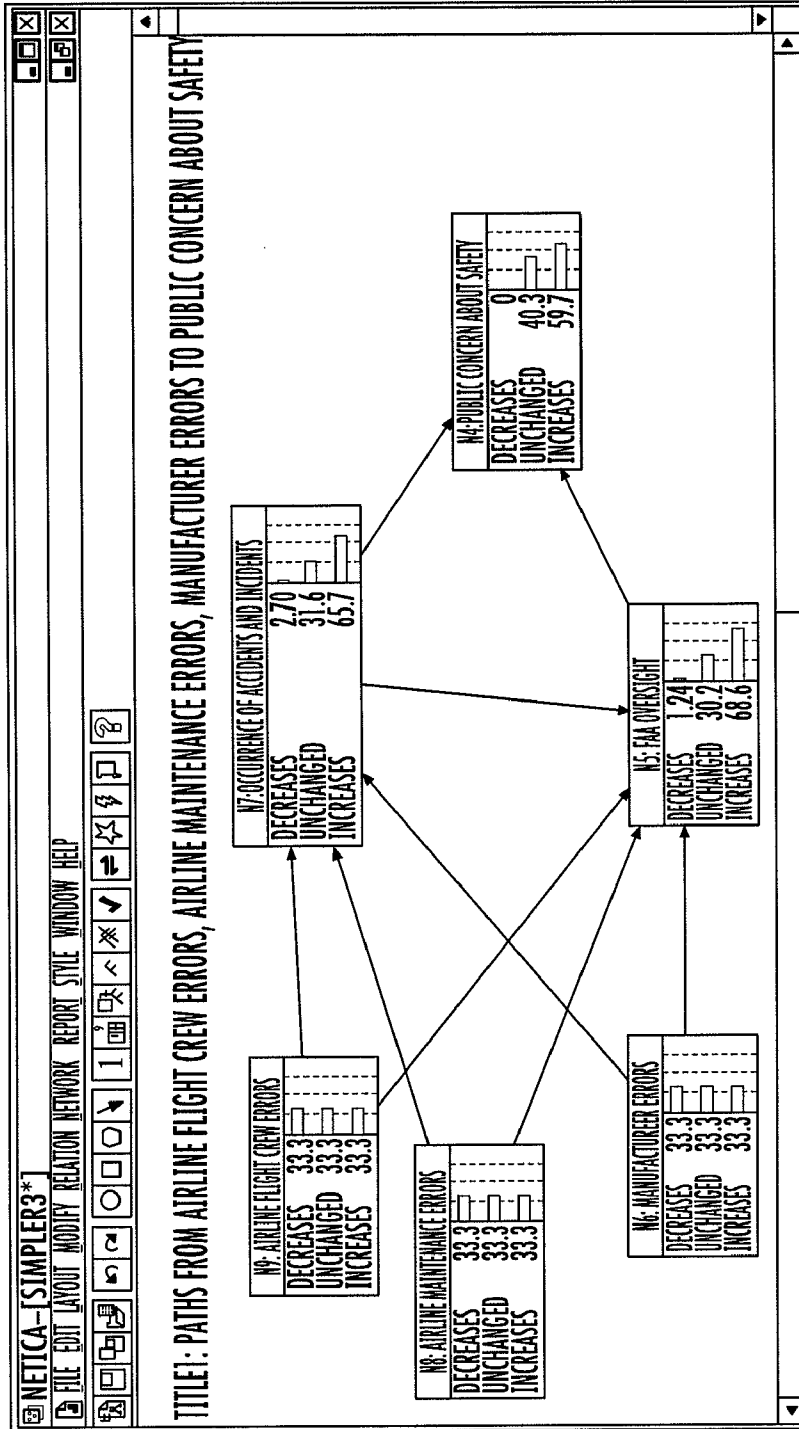 NETICA-[SIMPLER3*]
FILE EDIT LAYOUT MODIFY RELATION NETWORK REPORT STYLE WINDOW HELP
TITLE1: PATHS FROM AIRLINE FLIGHT CREW ERRORS, AIRLINE MAINTENANCE ERRORS, MANUFACTURER ERRORS TO PUBLIC CONCERN ABOUT SAFETY
N9: AIRLINE FLIGHT CREW ERRORS
DECREASES 33.3
UNCHANGED 33.3
INCREASES 33.3
N8: AIRLINE MAINTENANCE ERRORS
DECREASES 33.3
UNCHANGED 33.3
INCREASES 33.3
N6: MANUFACTUREER ERRORS
DECREASES 33.3
UNCHANGED 33.3
INCREASES 33.3
N7:OCCURRENCE OF ACCIDENTS AND INCIDENTS
DECREASES 2.70
UNCHANGED 31.6
INCREASES 65.7
N5: FAA OVERSIGHT
DECREASES 1.24
UNCHANGED 30.2
INCREASES 68.6
N4:PUBLIC CONCERN ABOUT SAFETY
DECREASES 0
UNCHANGED 40.3
INCREASES 59.7